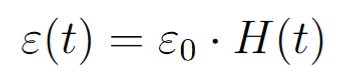 ε(t) = ε₀ · H(t)